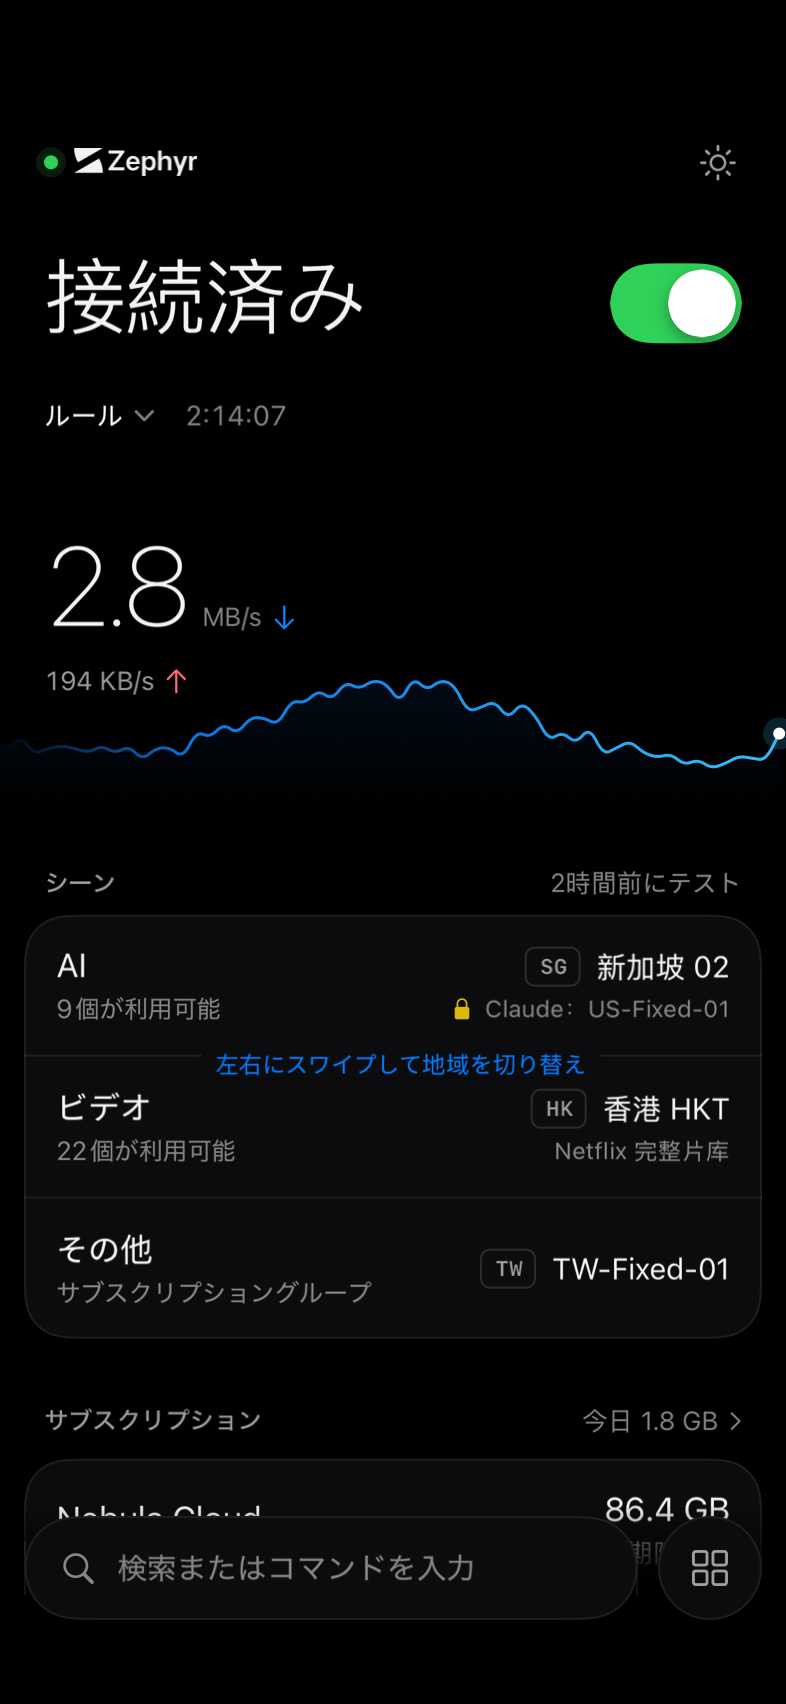 Zephyr
接続済み
ルール 2:14:07
2.8 MB/s ↓
194 KB/s ↑
シーン 2時間前にテスト
AI SG 新加坡 02
9個が利用可能 Claude: US-Fixed-01
左右にスワイプして地域を切り替え
ビデオ HK 香港 HKT
22個が利用可能 Netflix 完整片库
その他 TW TW-Fixed-01
サブスクリプショングループ
サブスクリプション 今日 1.8 GB
Nebula Cloud 86.4 GB
検索またはコマンドを入力